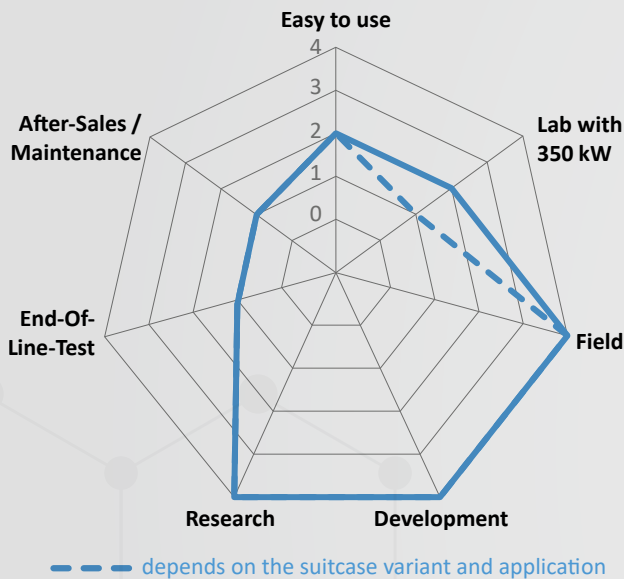 Easy to use
4
3
2
1
0
After-Sales /
Maintenance
Lab with
350 kW
End-Of-
Line-Test
Field
Research
Development
depends on the suitcase variant and application